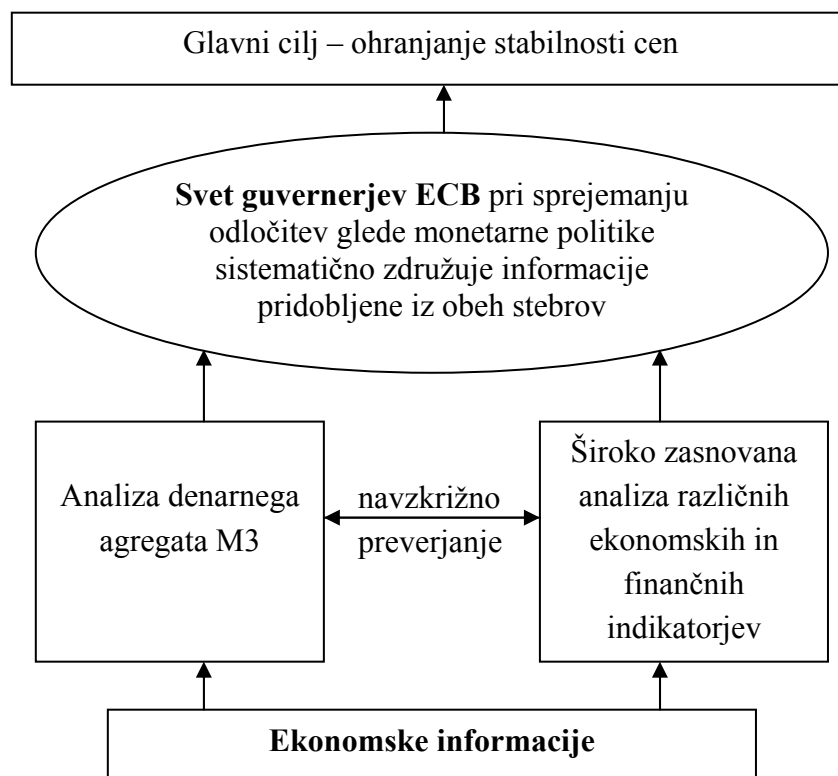 Glavni cilj – ohranjanje stabilnosti cen
Svet guvernerjev ECB pri sprejemanju
odločitev glede monetarne politike
sistematično združuje informacije
pridobljene iz obeh stebrov
Analiza denarnega
agregata M3
navzkrižno
preverjanje
Široko zasnovana
analiza različnih
ekonomskih in
finančnih
indikatorjev
Ekonomske informacije